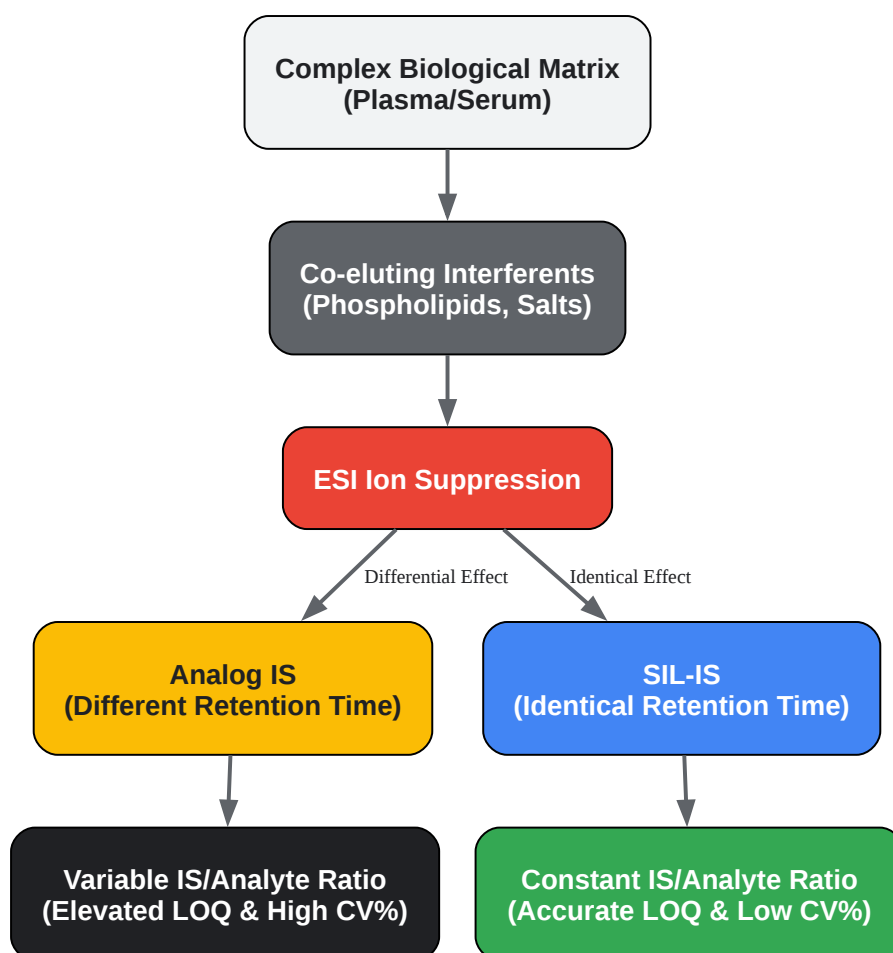 Complex Biological Matrix
(Plasma/Serum)
Co-eluting Interferents
(Phospholipids, Salts)
ESI Ion Suppression
Differential Effect
Identical Effect
Analog IS
(Different Retention Time)
SIL-IS
(Identical Retention Time)
Variable IS/Analyte Ratio
(Elevated LOQ & High CV%)
Constant IS/Analyte Ratio
(Accurate LOQ & Low CV%)